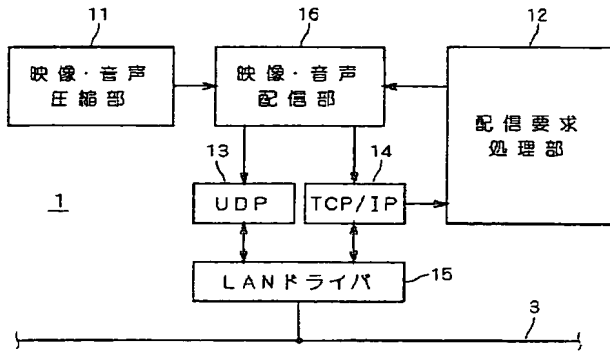 11
16
12
映像・音声
圧縮部
映像・音声
配信部
配信要求
処理部
13
14
1
UDP
TCP/IP
LANドライバ
15
3